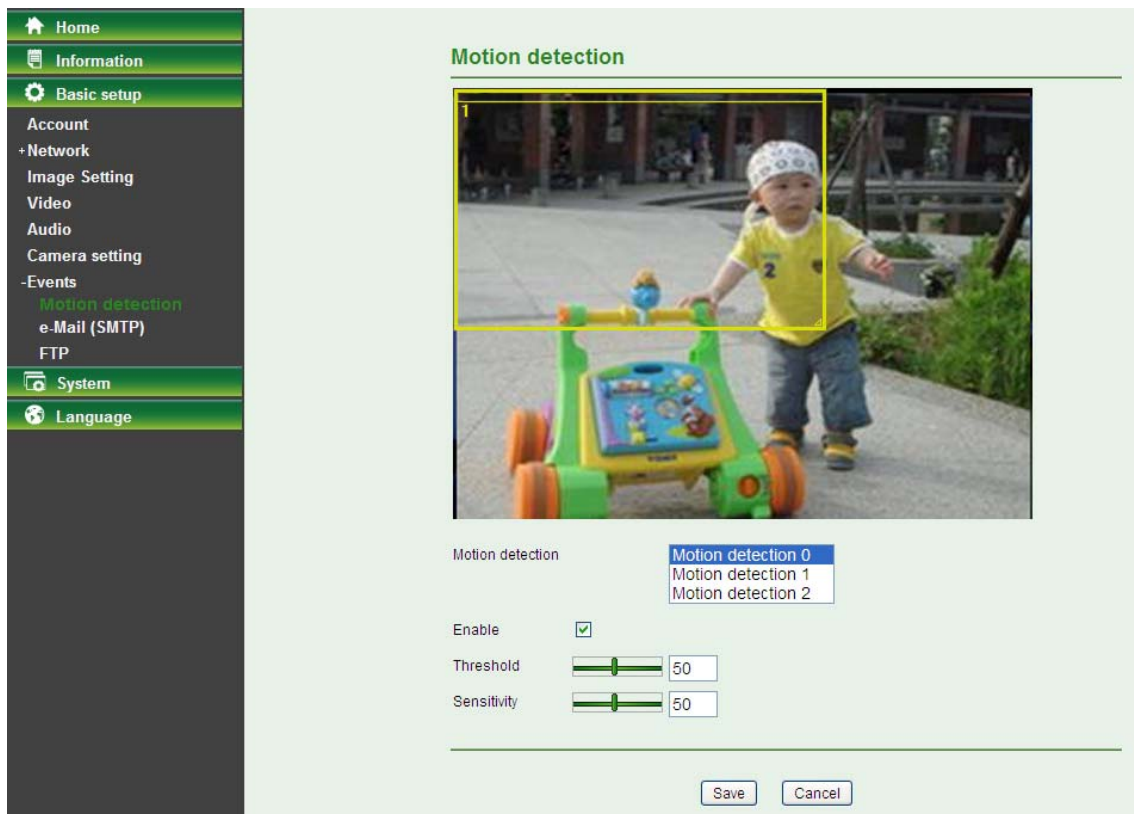 Home
Information
Basic setup
Account
+Network
Image Setting
Video
Audio
Camera setting
-Events
Motion detection
e-Mail (SMTP)
FTP
System
Language
Motion detection
1
2
Motion detection
Motion detection 0
Motion detection 1
Motion detection 2
Enable
Threshold
50
Sensitivity
50
Save
Cancel